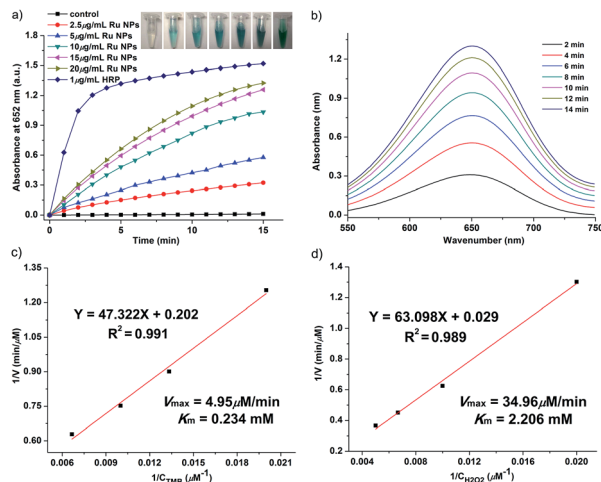 a)
control
2.5μg/mL Ru NPs
5μg/mL Ru NPs
10μg/mL Ru NPs
15μg/mL Ru NPs
20μg/mL Ru NPs
1μg/mL HRP
Absorbance at 652 nm (a.u.)
1.8
1.5
1.2
0.9
0.6
0.3
0.0
0 5 10 15
Time (min)
b)
2 min
4 min
6 min
8 min
10 min
12 min
14 min
Absorbance (nm)
1.2
0.9
0.6
0.3
0.0
550 600 650 700 750
Wavenumber (nm)
c)
Y = 47.322X + 0.202
R² = 0.991
Vmax = 4.95μM/min
Km = 0.234 mM
1/V (min/μM)
1.35
1.20
1.05
0.90
0.75
0.60
0.006 0.009 0.012 0.015 0.018 0.021
1/CTMB (μM⁻¹)
d)
Y = 63.098X + 0.029
R² = 0.989
Vmax = 34.96μM/min
Km = 2.206 mM
1/V (min/μM)
1.4
1.2
1.0
0.8
0.6
0.4
0.2
0.004 0.008 0.012 0.016 0.020
1/CH2O2 (μM⁻¹)